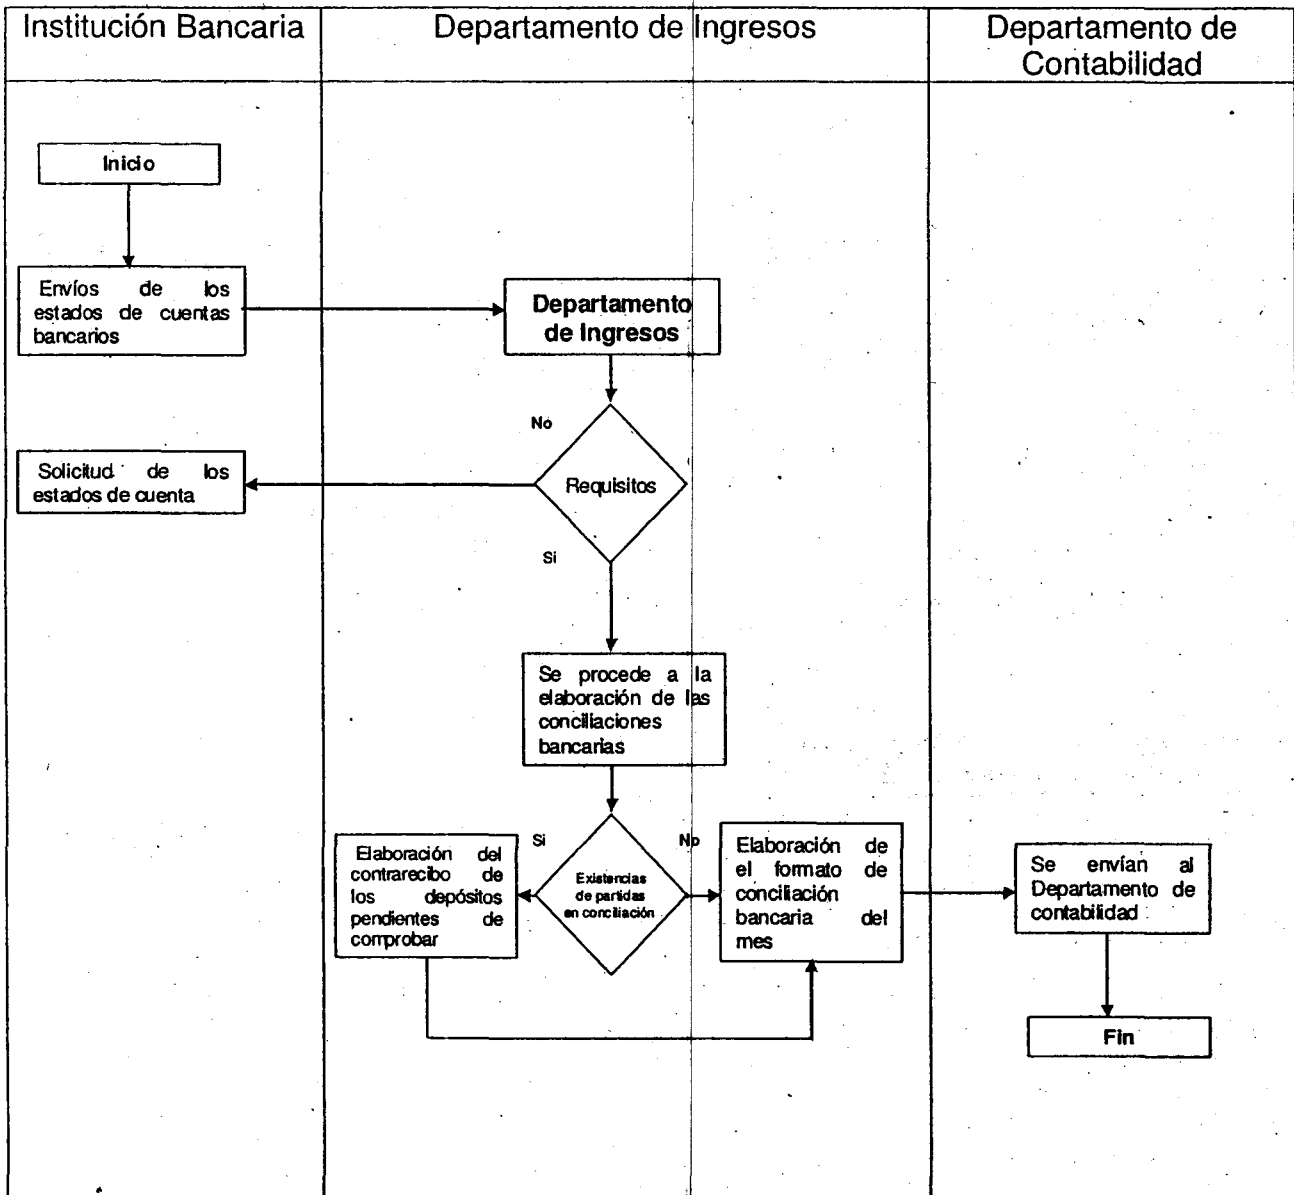 Institución Bancaria
Departamento de Ingresos
Departamento de
Contabilidad
Inicio
Envíos de los
estados de cuentas
bancarios
Departamento
de Ingresos
No
Requisitos
Solicitud de los
estados de cuenta
Si
Se procede a la
elaboración de las
conciliaciones
bancarias
Si
Existencias
de partidas
en conciliación
No
Elaboración del
contrarecibo de
los depósitos
pendientes de
comprobar
Elaboración de
el formato de
conciliación
bancaria del
mes
Se envían al
Departamento de
contabilidad
Fin